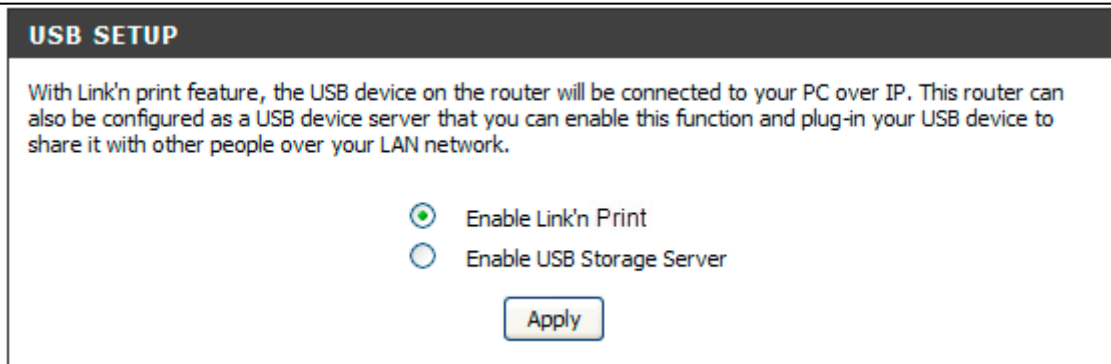 USB SETUP
With Link'n print feature, the USB device on the router will be connected to your PC over IP. This router can
also be configured as a USB device server that you can enable this function and plug-in your USB device to
share it with other people over your LAN network.
Enable Link'n Print
Enable USB Storage Server
Apply